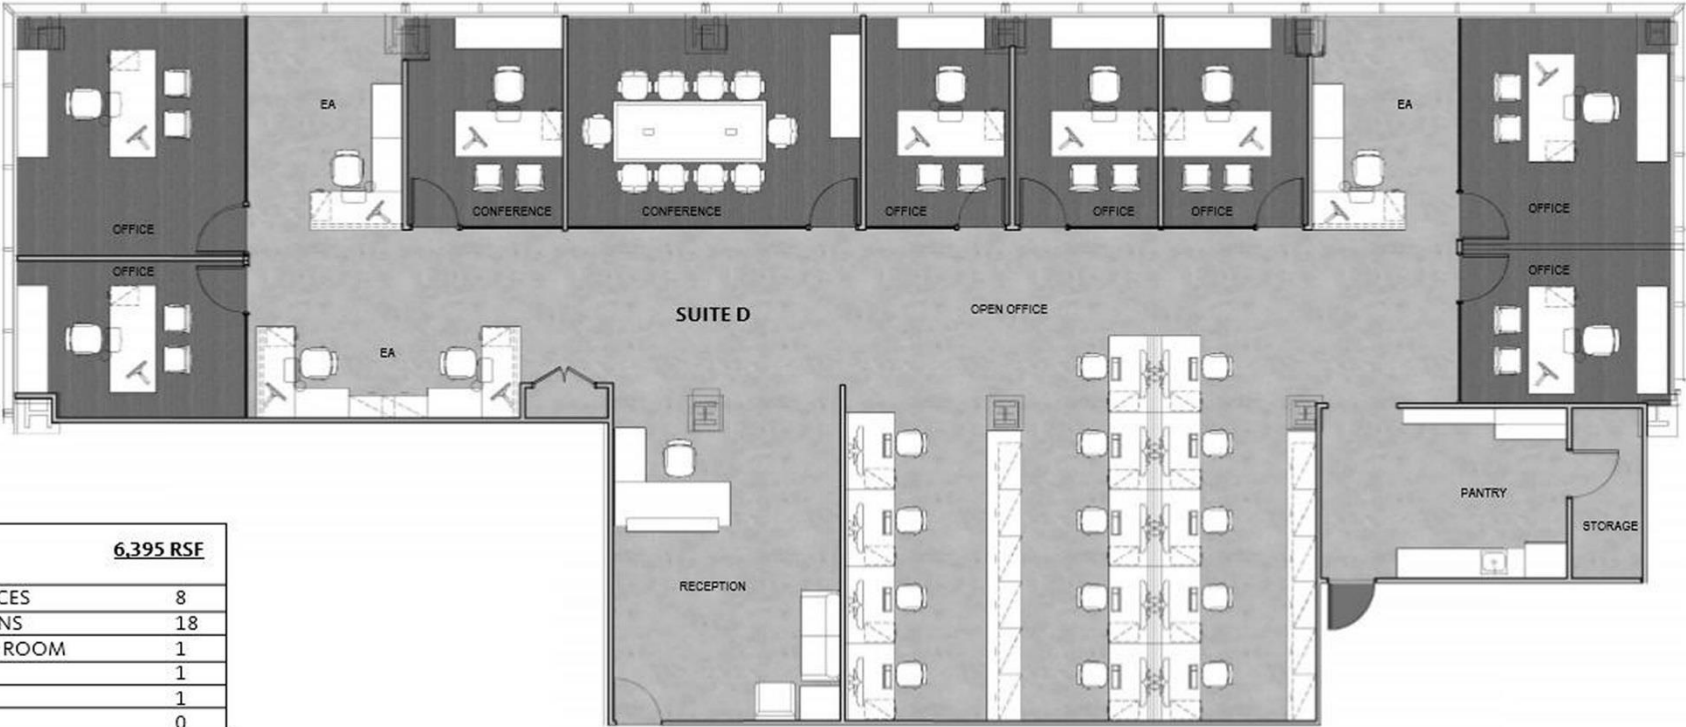 EA
EA
CONFERENCE
CONFERENCE
OFFICE
OFFICE
OFFICE
OFFICE
OFFICE
OFFICE
OFFICE
SUITE D
OPEN OFFICE
EA
PANTRY
STORAGE
RECEPTION
6,395 RSF
CES 8
NS 18
ROOM 1
1
1
0